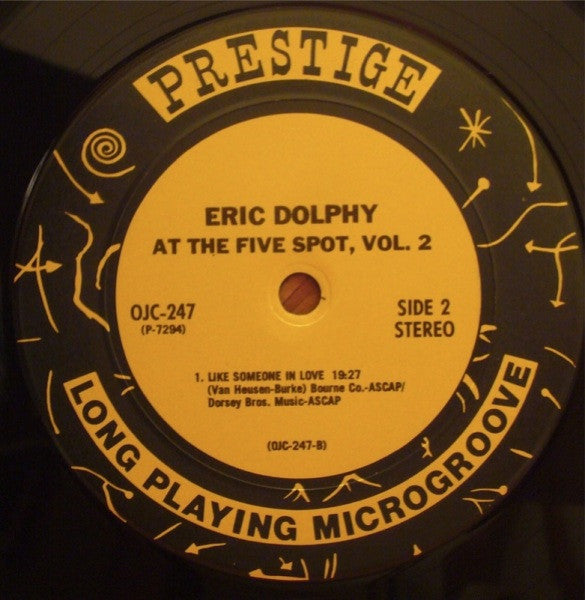 PRESTIGE
ERIC DOLPHY
AT THE FIVE SPOT, VOL. 2
OJC-247
(P-7294)
SIDE 2
STEREO
1. LIKE SOMEONE IN LOVE 19:27
(Van Heusen-Burke) Bourne Co.-ASCAP/
Dorsey Bros. Music-ASCAP
(OJC-247-B)
LONG PLAYING MICROGROOVE